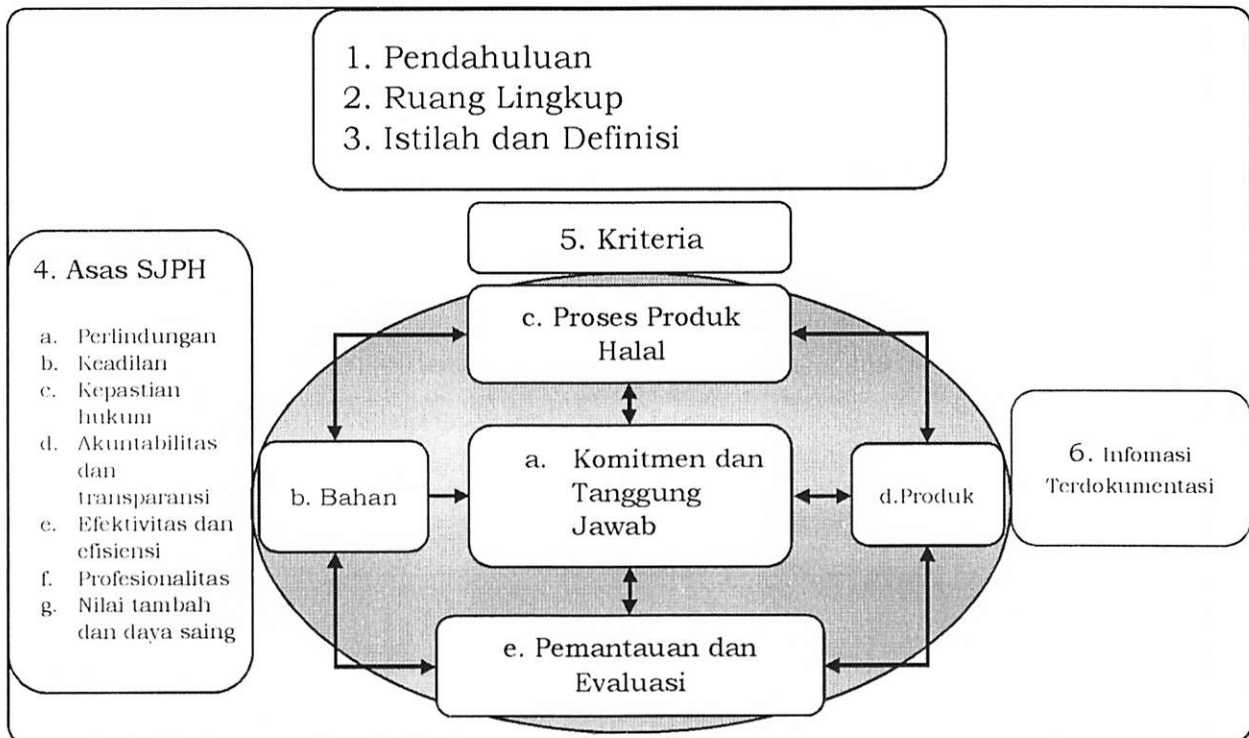 1. Pendahuluan
2. Ruang Lingkup
3. Istilah dan Definisi
4. Asas SJPH
a. Perlindungan
b. Keadilan
c. Kepastian
hukum
d. Akuntabilitas
dan
transparansi
e. Efektivitas dan
efisiensi
f. Profesionalitas
g. Nilai tambah
dan daya saing
5. Kriteria
c. Proses Produk
Halal
b. Bahan
a. Komitmen dan
Tanggung
Jawab
d.Produk
e. Pemantauan dan
Evaluasi
6. Infomasi
Terdokumentasi